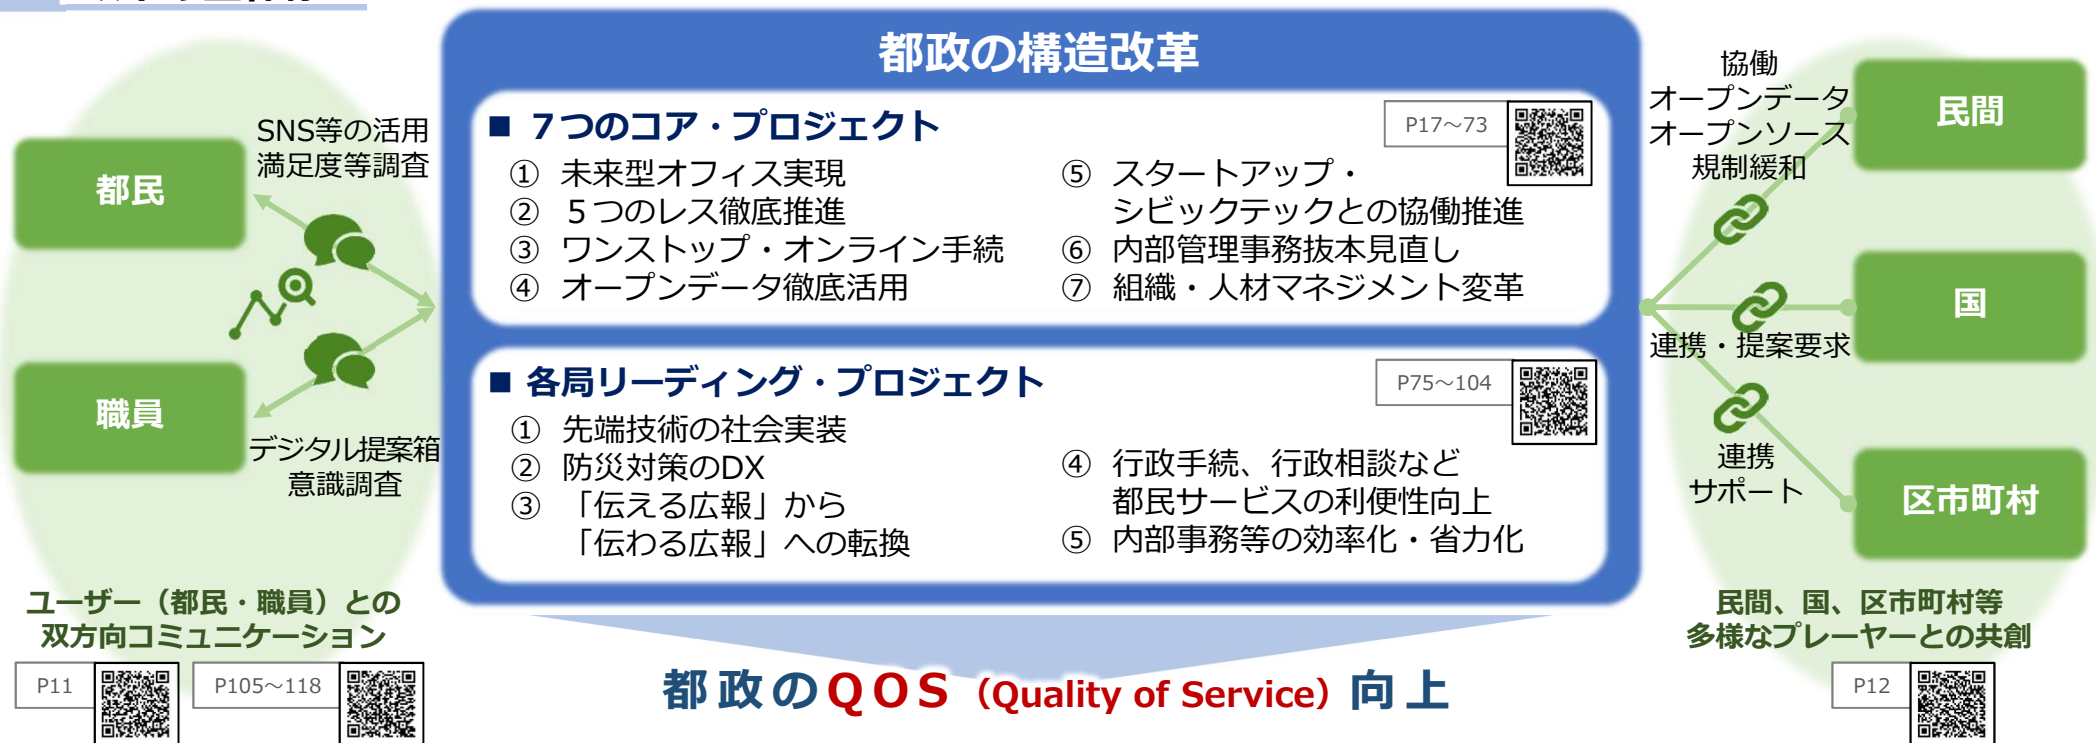 都政の構造改革
■ ７つのコア・プロジェクト
P17～73
① 未来型オフィス実現
② ５つのレス徹底推進
③ ワンストップ・オンライン手続
④ オープンデータ徹底活用
⑤ スタートアップ・
シビックテックとの協働推進
⑥ 内部管理事務抜本見直し
⑦ 組織・人材マネジメント変革
■ 各局リーディング・プロジェクト
P75～104
① 先端技術の社会実装
② 防災対策のDX
③ 「伝える広報」から
「伝わる広報」への転換
④ 行政手続、行政相談など
都民サービスの利便性向上
⑤ 内部事務等の効率化・省力化
都民
SNS等の活用
満足度等調査
職員
デジタル提案箱
意識調査
ユーザー（都民・職員）との
双方向コミュニケーション
P11
P105～118
協働
オープンデータ
オープンソース
規制緩和
民間
国
連携・提案要求
連携
サポート
区市町村
民間、国、区市町村等
多様なプレーヤーとの共創
P12
都政のＱＯＳ（Quality of Service）向上